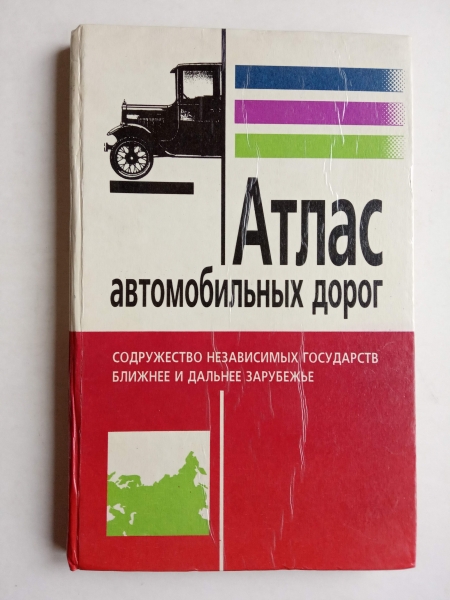 Атлас
автомобильных дорог
СОДРУЖЕСТВО НЕЗАВИСИМЫХ ГОСУДАРСТВ
БЛИЖНЕЕ И ДАЛЬНЕЕ ЗАРУБЕЖЬЕ